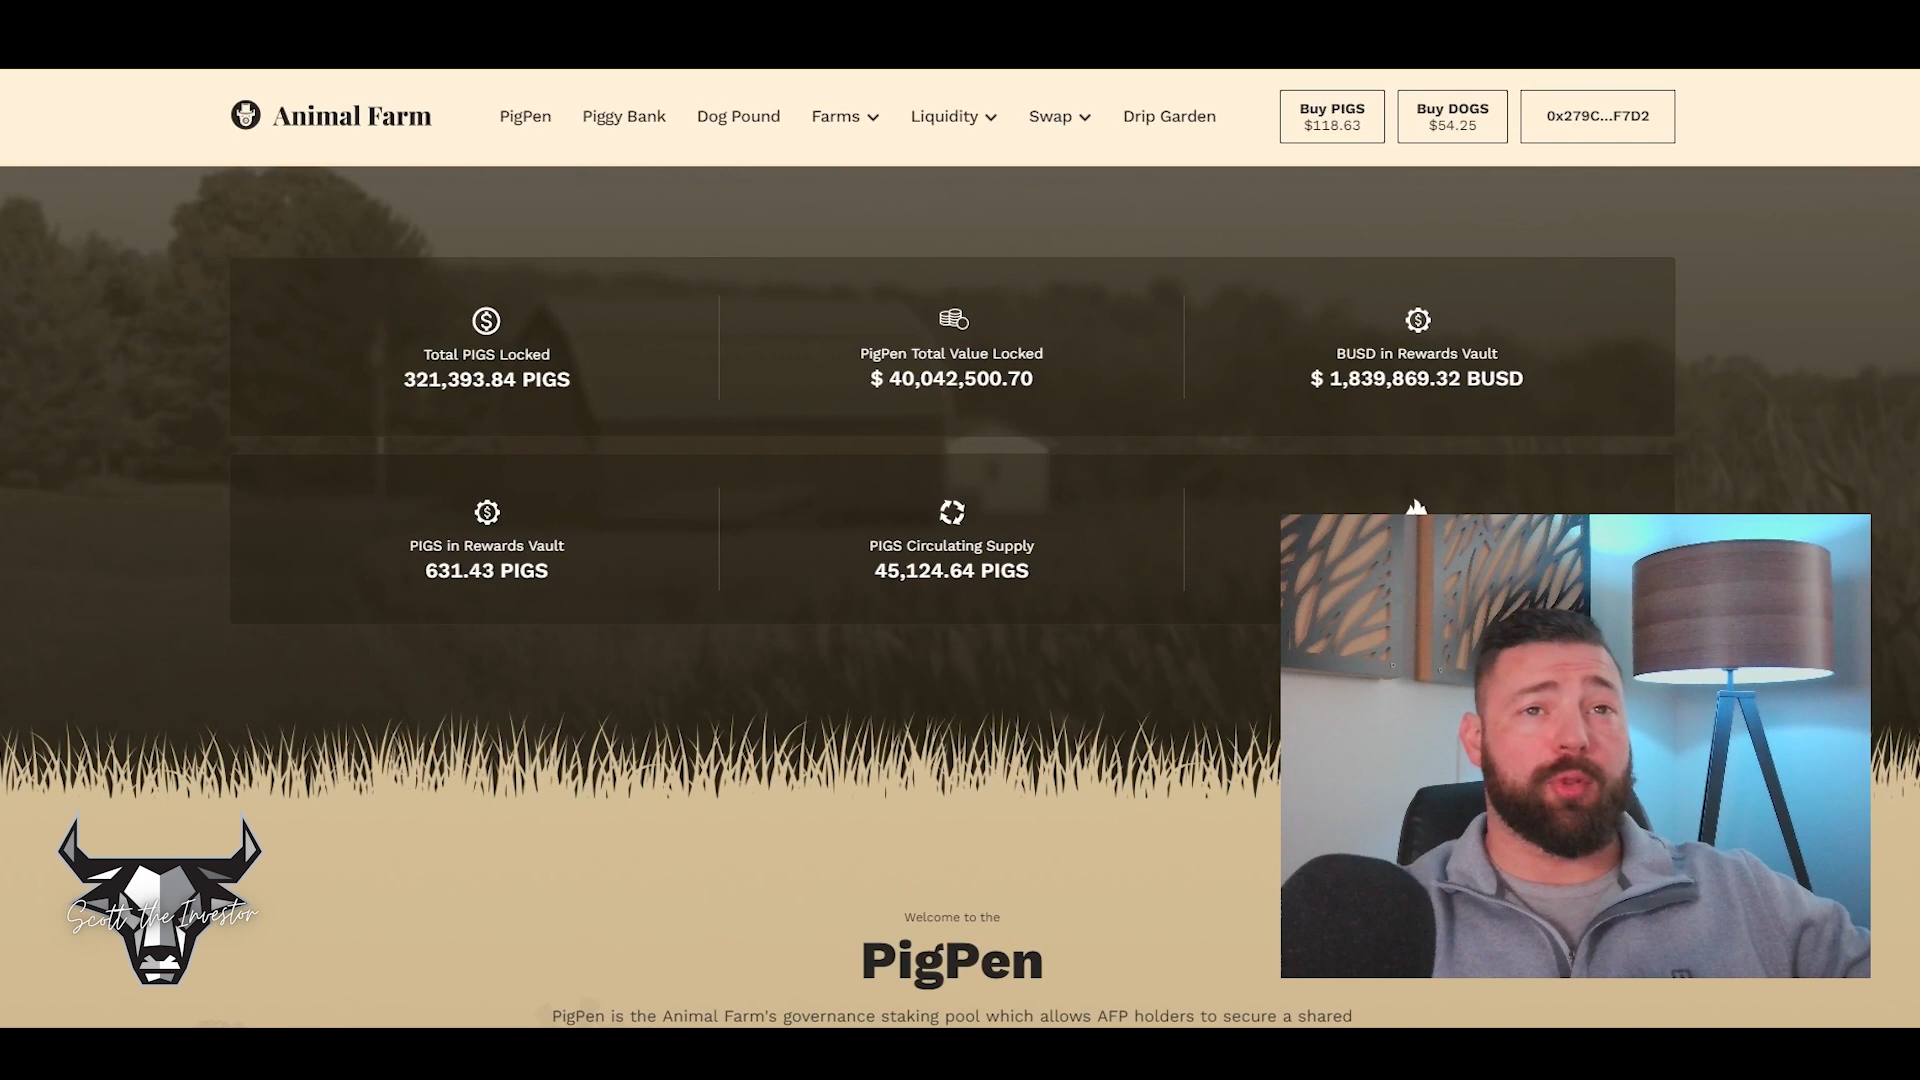 Animal Farm
PigPen
Piggy Bank
Dog Pound
Farms
Liquidity
Swap
Drip Garden
Buy PIGS
$118.63
Buy DOGS
$54.25
0x279C...F7D2
Total PIGS Locked
321,393.84 PIGS
PigPen Total Value Locked
$ 40,042,500.70
BUSD in Rewards Vault
$ 1,839,869.32 BUSD
PIGS in Rewards Vault
631.43 PIGS
PIGS Circulating Supply
45,124.64 PIGS
Scott the Investor
Welcome to the
PigPen
PigPen is the Animal Farm's governance staking pool which allows AFP holders to secure a shared